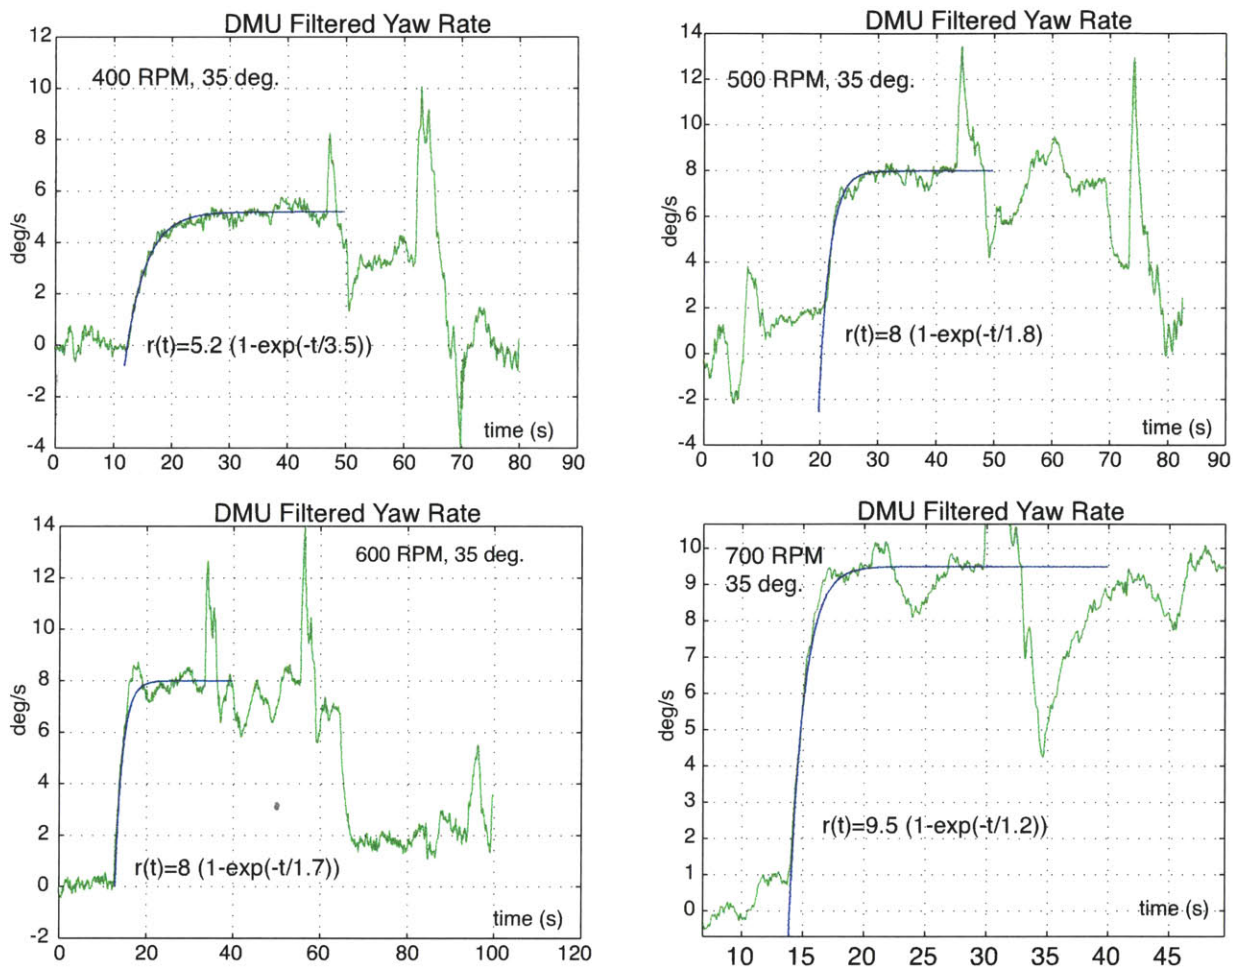 DMU Filtered Yaw Rate
12
10
8
6
4
2
0
-2
-4
deg/s
400 RPM, 35 deg.
r(t)=5.2 (1-exp(-t/3.5))
time (s)
0 10 20 30 40 50 60 70 80 90
DMU Filtered Yaw Rate
14
12
10
8
6
4
2
0
-2
-4
deg/s
500 RPM, 35 deg.
r(t)=8 (1-exp(-t/1.8)
time (s)
0 10 20 30 40 50 60 70 80 90
DMU Filtered Yaw Rate
14
12
10
8
6
4
2
0
-2
deg/s
600 RPM, 35 deg.
r(t)=8 (1-exp(-t/1.7))
time (s)
0 20 40 60 80 100 120
DMU Filtered Yaw Rate
10
9
8
7
6
5
4
3
2
1
0
deg/s
700 RPM
35 deg.
r(t)=9.5 (1-exp(-t/1.2))
time (s)
10 15 20 25 30 35 40 45